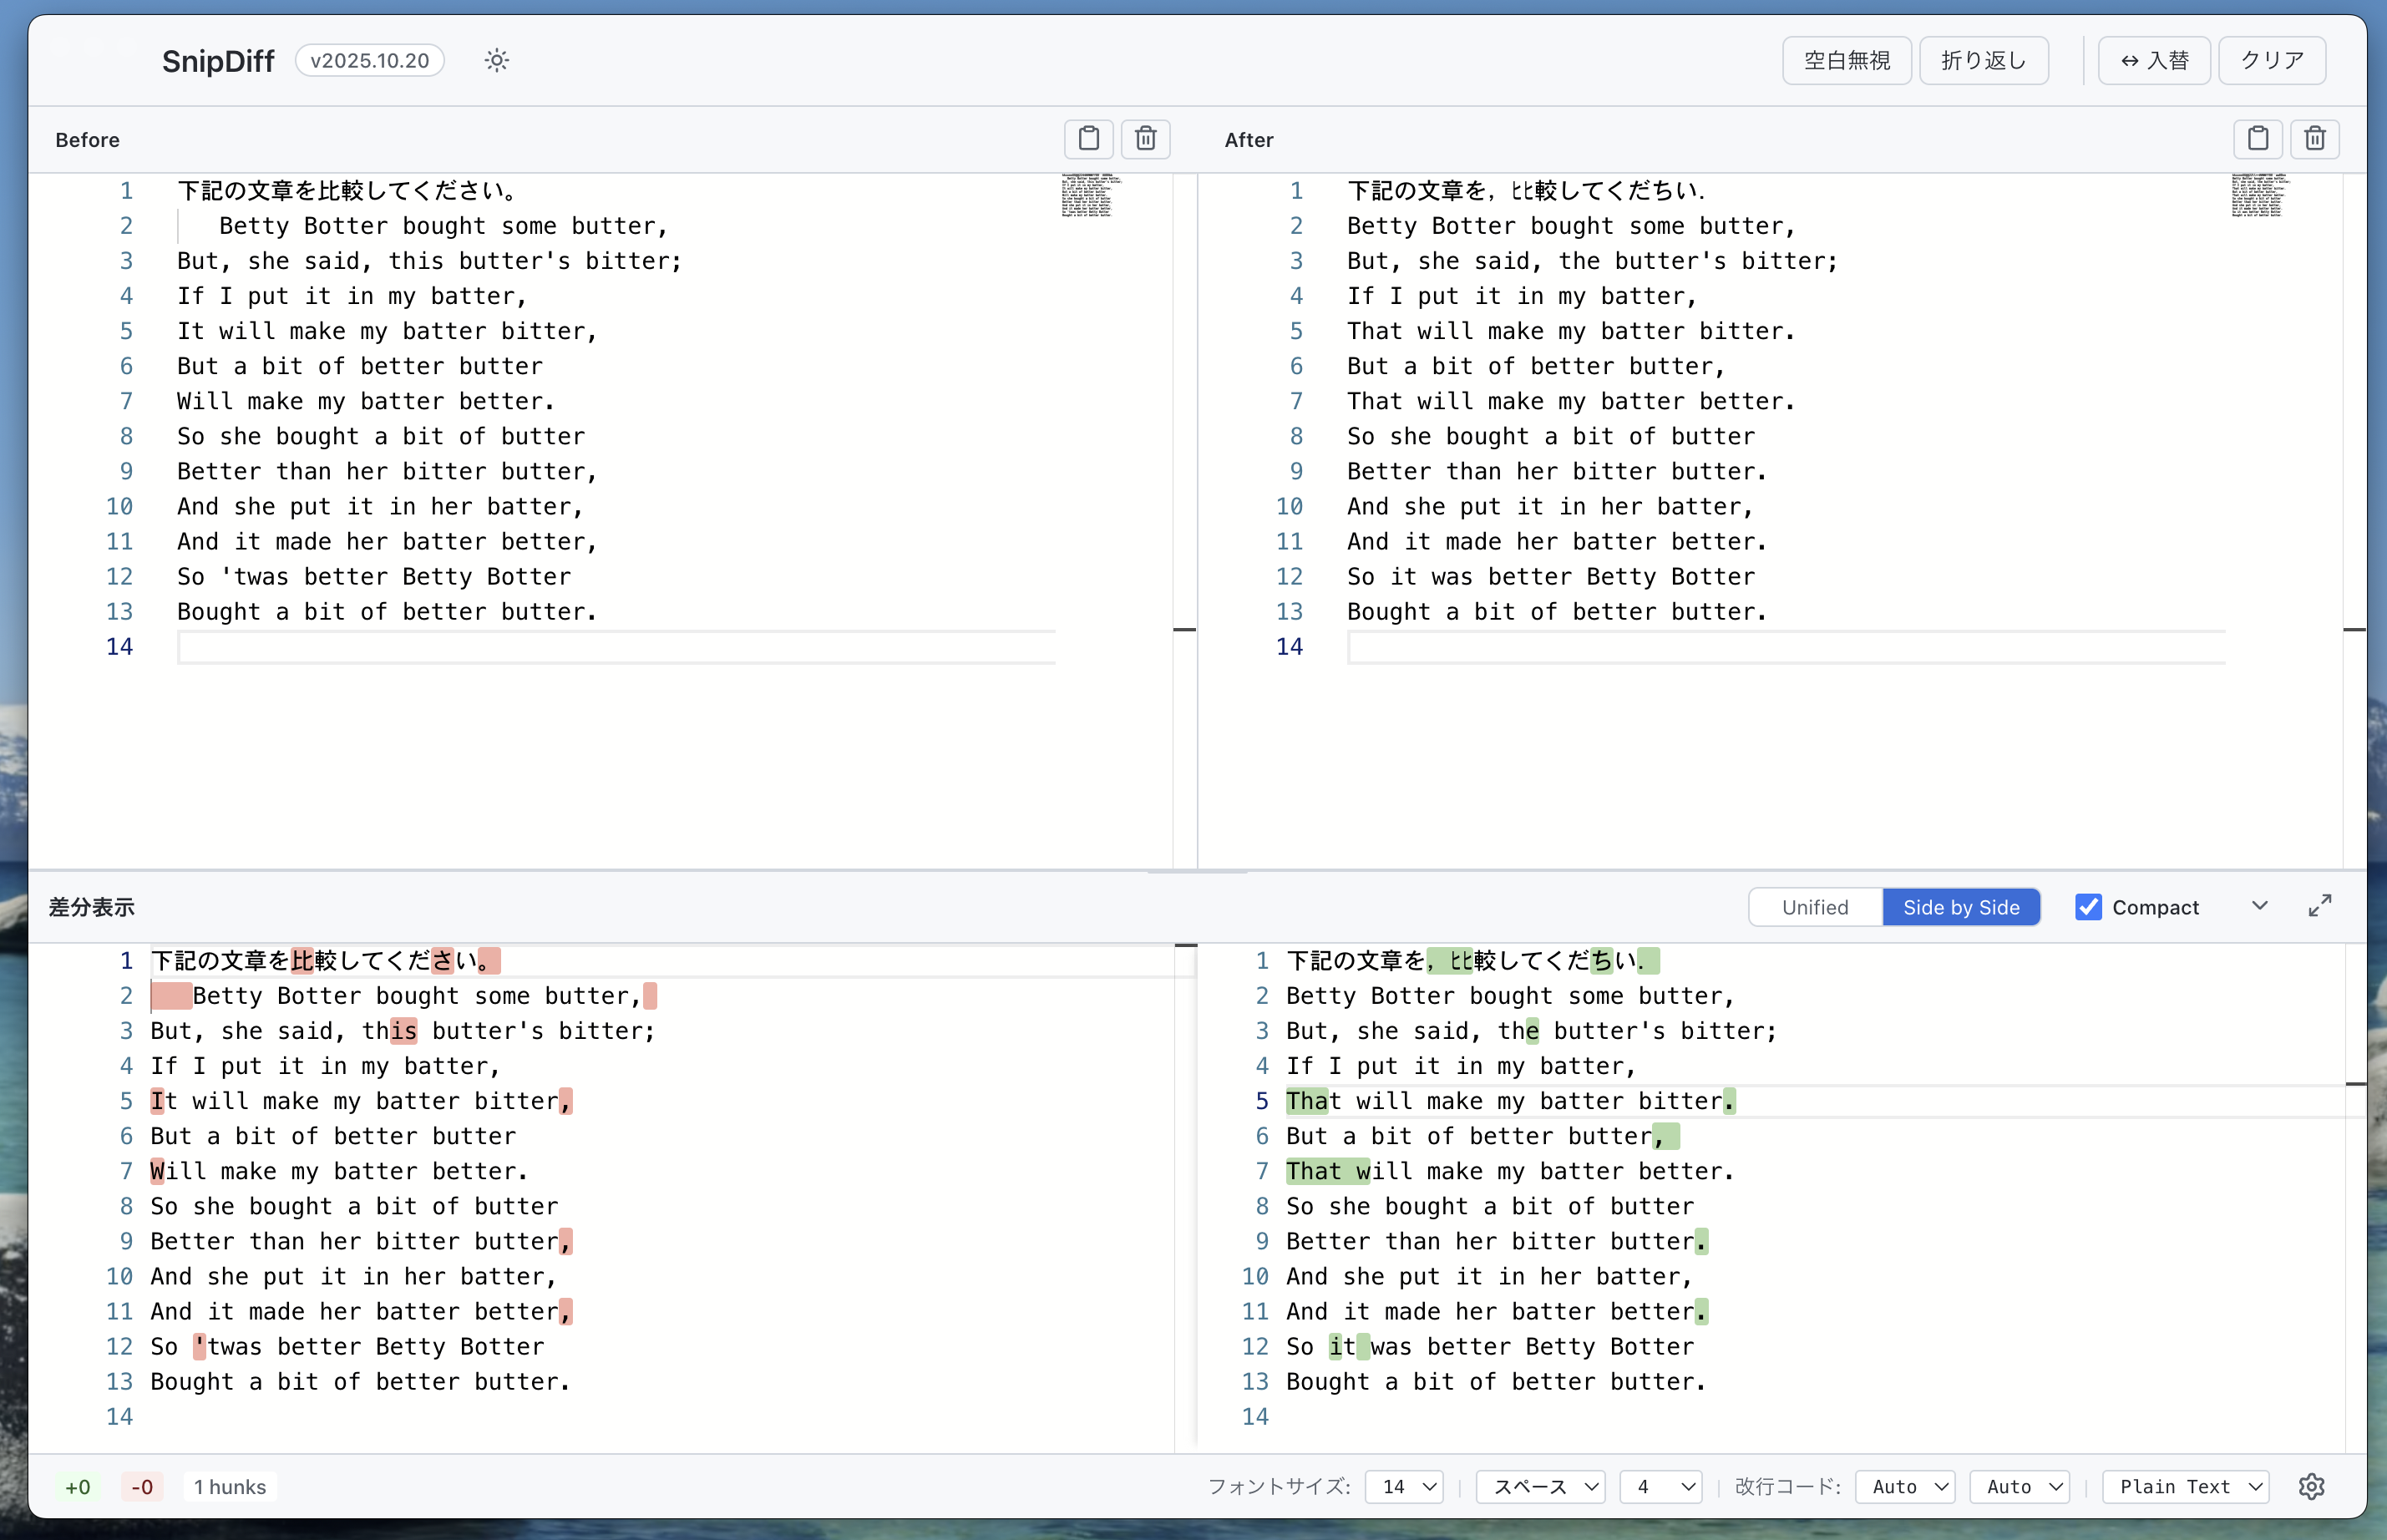 SnipDiff v2025.10.20 空白無視 折り返し ↔ 入替 クリア
Before
1 下記の文章を比較してください。
2    Betty Botter bought some butter,
3 But, she said, this butter's bitter;
4 If I put it in my batter,
5 It will make my batter bitter,
6 But a bit of better butter
7 Will make my batter better.
8 So she bought a bit of butter
9 Better than her bitter butter,
10 And she put it in her batter,
11 And it made her batter better,
12 So 'twas better Betty Botter
13 Bought a bit of better butter.
14
After
1 下記の文章を，ﾋﾋ較してくだちい．
2 Betty Botter bought some butter,
3 But, she said, the butter's bitter;
4 If I put it in my batter,
5 That will make my batter bitter.
6 But a bit of better butter,
7 That will make my batter better.
8 So she bought a bit of butter
9 Better than her bitter butter.
10 And she put it in her batter,
11 And it made her batter better.
12 So it was better Betty Botter
13 Bought a bit of better butter.
14
差分表示 Unified Side by Side Compact
1 下記の文章を比較してください。
2    Betty Botter bought some butter,
3 But, she said, this butter's bitter;
4 If I put it in my batter,
5 It will make my batter bitter,
6 But a bit of better butter
7 Will make my batter better.
8 So she bought a bit of butter
9 Better than her bitter butter,
10 And she put it in her batter,
11 And it made her batter better,
12 So 'twas better Betty Botter
13 Bought a bit of better butter.
14
1 下記の文章を，ﾋﾋ較してくだちい．
2 Betty Botter bought some butter,
3 But, she said, the butter's bitter;
4 If I put it in my batter,
5 That will make my batter bitter.
6 But a bit of better butter,
7 That will make my batter better.
8 So she bought a bit of butter
9 Better than her bitter butter.
10 And she put it in her batter,
11 And it made her batter better.
12 So it was better Betty Botter
13 Bought a bit of better butter.
14
+0 -0 1 hunks フォントサイズ: 14 | スペース 4 | 改行コード: Auto Auto | Plain Text